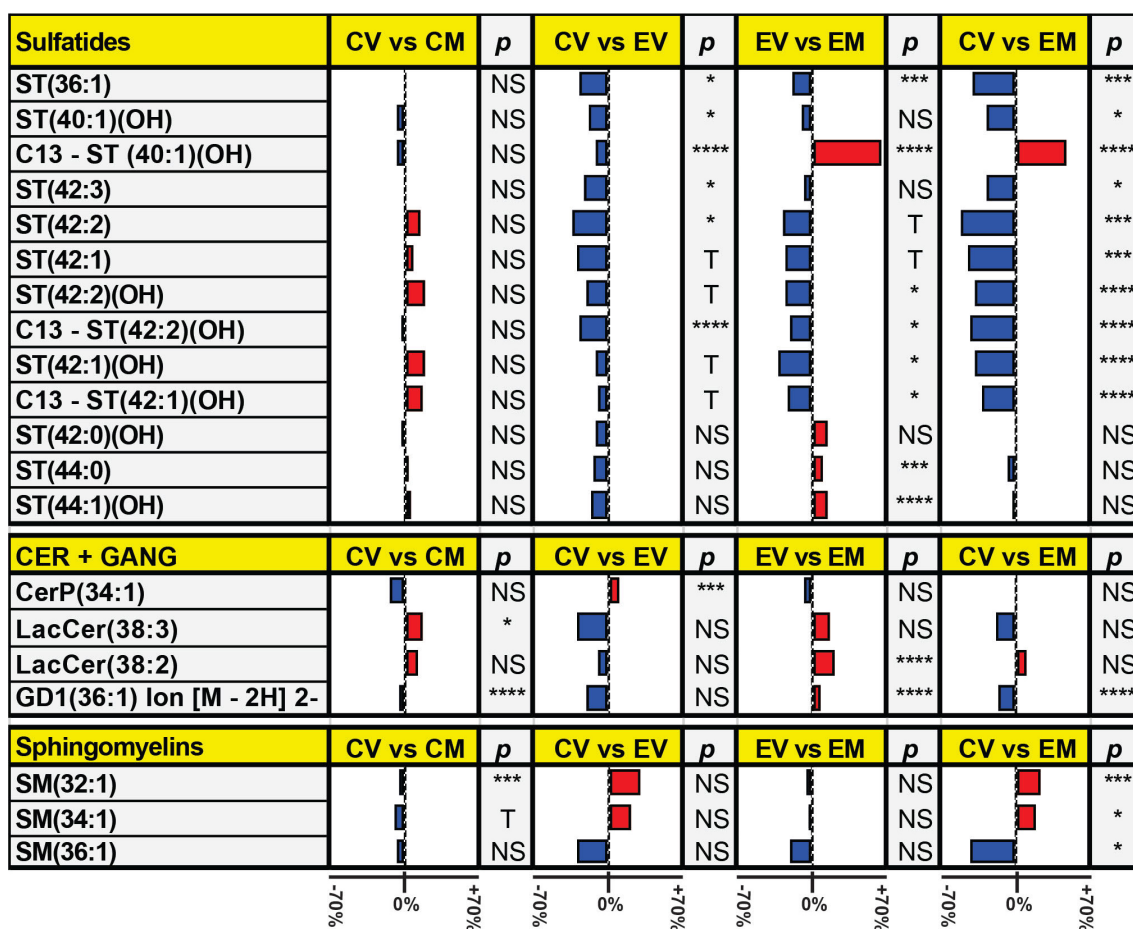 Sulfatides CV vs CM p CV vs EV p EV vs EM p CV vs EM p
ST(36:1) NS * *** ***
ST(40:1)(OH) NS * NS *
C13 - ST (40:1)(OH) NS **** **** ****
ST(42:3) NS * NS *
ST(42:2) NS * T ***
ST(42:1) NS T T ***
ST(42:2)(OH) NS T * ****
C13 - ST(42:2)(OH) NS **** * ****
ST(42:1)(OH) NS T * ****
C13 - ST(42:1)(OH) NS T * ****
ST(42:0)(OH) NS NS NS NS
ST(44:0) NS NS *** NS
ST(44:1)(OH) NS NS **** NS
CER + GANG CV vs CM p CV vs EV p EV vs EM p CV vs EM p
CerP(34:1) NS *** NS NS
LacCer(38:3) * NS NS NS
LacCer(38:2) NS NS **** NS
GD1(36:1) Ion [M - 2H] 2- **** NS **** ****
Sphingomyelins CV vs CM p CV vs EV p EV vs EM p CV vs EM p
SM(32:1) *** NS NS ***
SM(34:1) T NS NS *
SM(36:1) NS NS NS *
-70% 0% +70% -70% 0% +70% -70% 0% +70% -70% 0% +70%